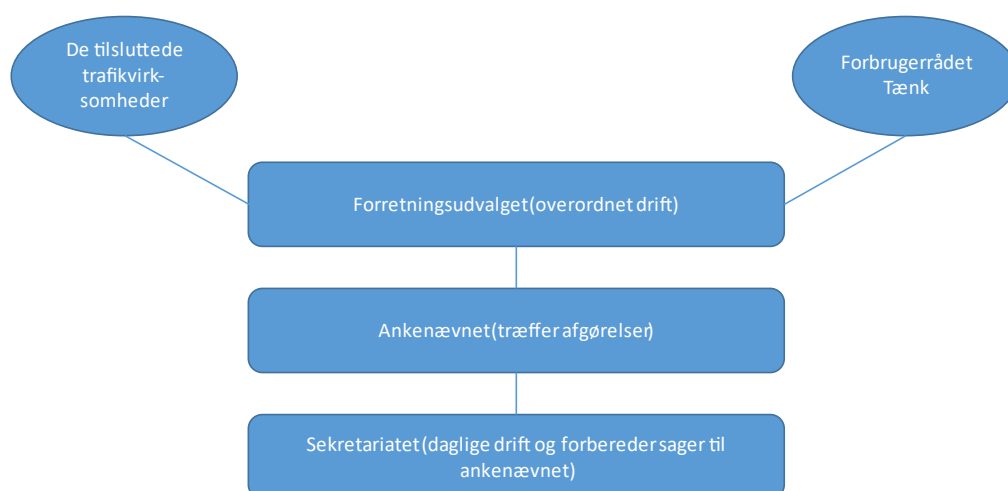 De tilsluttede
trafikvirk-
somheder
Forbrugerrådet
Tænk
Forretningsudvalget (overordnet drift)
Ankenævnet (træffer afgørelser)
Sekretariatet (daglige drift og forbereder sager til
ankenævnet)